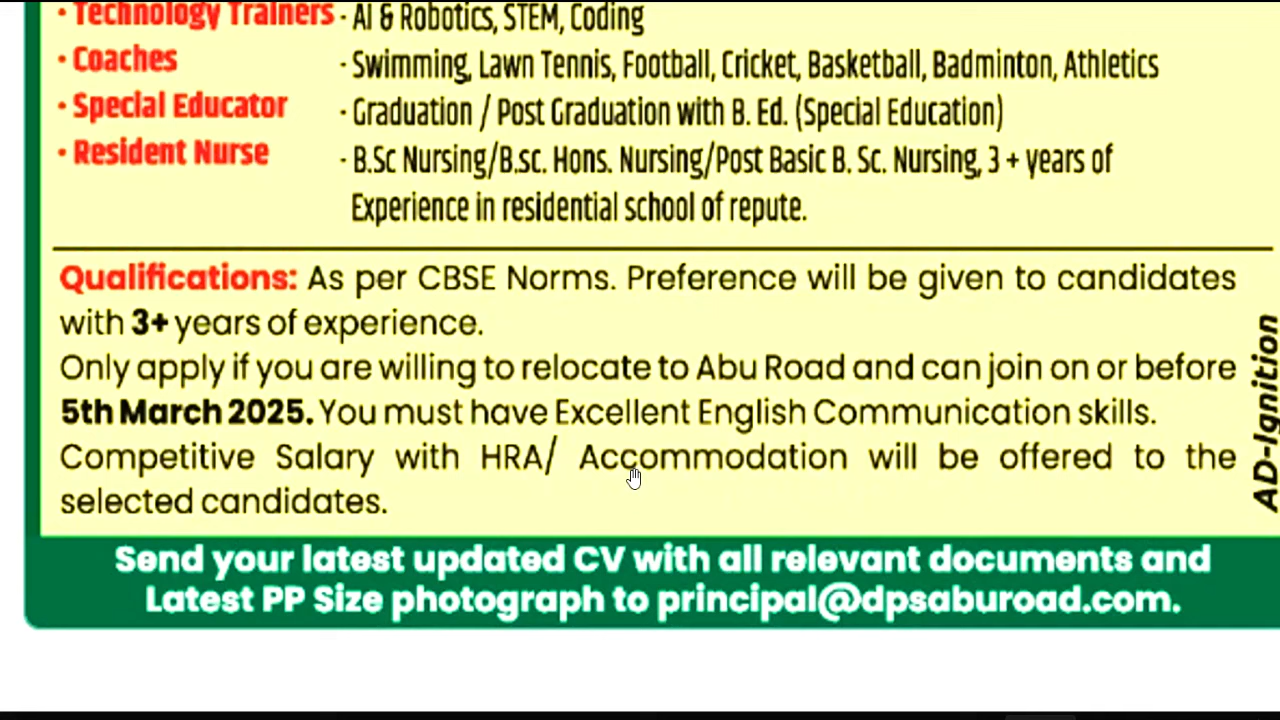 · Technology Trainers · AI & Robotics, STEM, Coding
· Coaches · Swimming, Lawn Tennis, Football, Cricket, Basketball, Badminton, Athletics
· Special Educator · Graduation / Post Graduation with B. Ed. (Special Education)
· Resident Nurse · B.Sc Nursing/B.sc. Hons. Nursing/Post Basic B. Sc. Nursing, 3 + years of
Experience in residential school of repute.
Qualifications: As per CBSE Norms. Preference will be given to candidates
with 3+ years of experience.
Only apply if you are willing to relocate to Abu Road and can join on or before
5th March 2025. You must have Excellent English Communication skills.
Competitive Salary with HRA/ Accommodation will be offered to the
selected candidates.
AD-Ignition
Send your latest updated CV with all relevant documents and
Latest PP Size photograph to principal@dpsaburoad.com.